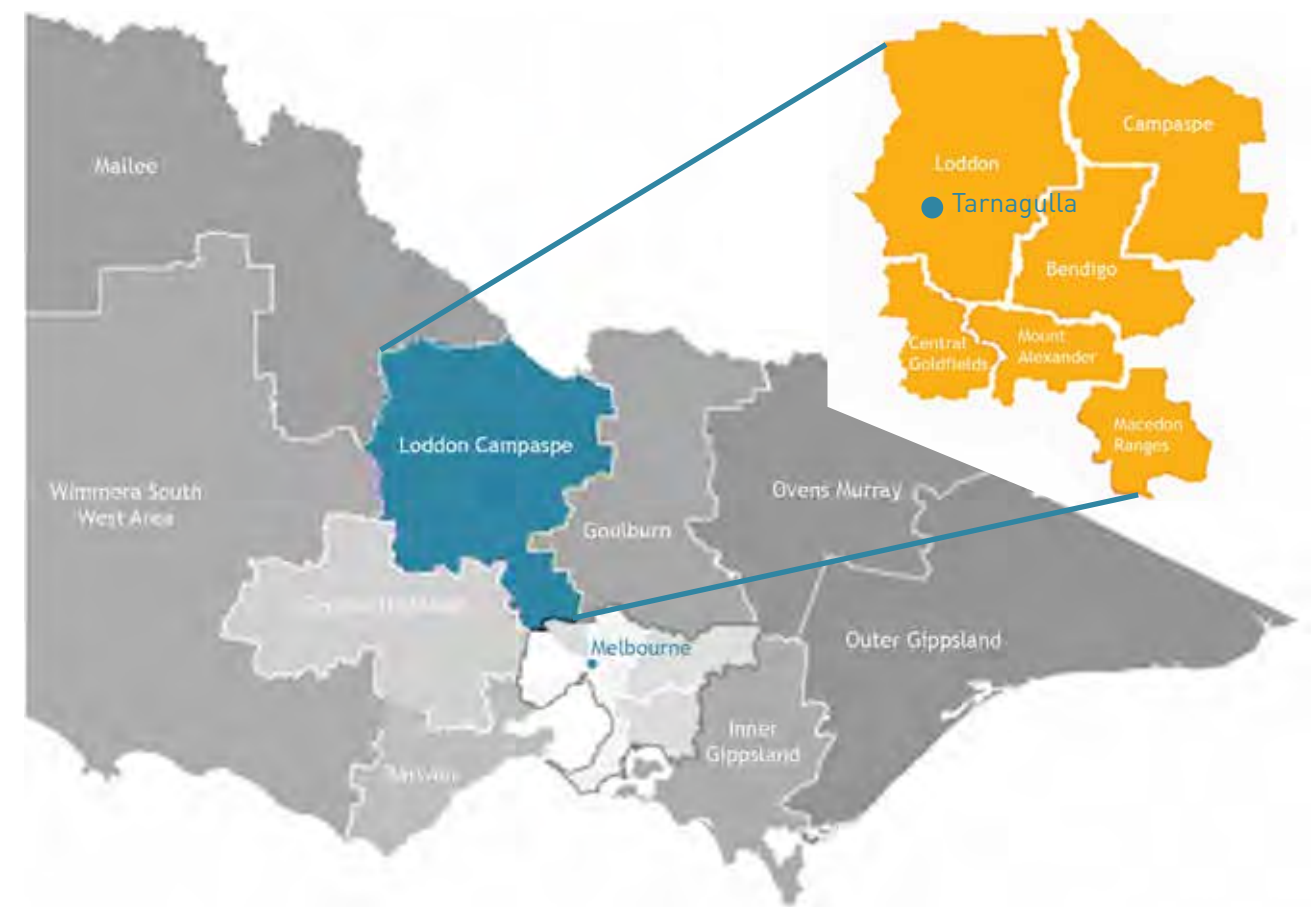 Mallee
Campaspe
Loddon
Tarnagulla
Bendigo
Central
Goldfields
Mount
Alexander
Macedon
Ranges
Loddon Campaspe
Wimmera South
West Area
Ovens Murray
Goulburn
Melbourne
Outer Gippsland
Inner
Gippsland